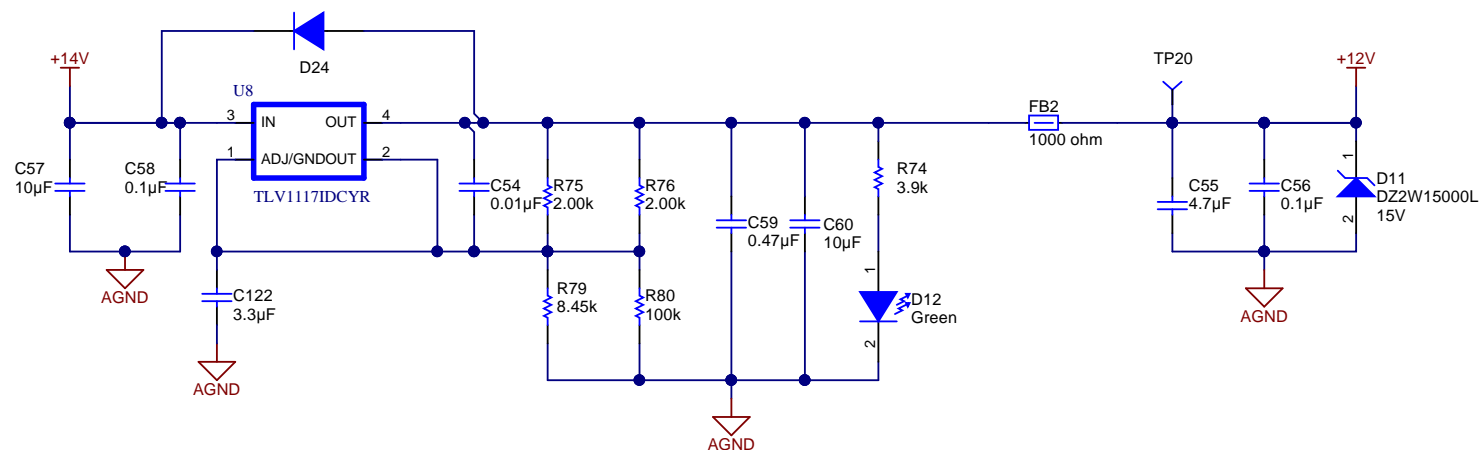 +14V
D24
U8
3
IN
OUT
4
1
ADJ/GND
OUT
2
TLV1117IDCYR
C57
10µF
C58
0.1µF
C54
0.01µF
R75
2.00k
R76
2.00k
AGND
C122
3.3µF
AGND
R79
8.45k
R80
100k
C59
0.47µF
C60
10µF
R74
3.9k
1
D12
Green
2
AGND
FB2
1000 ohm
TP20
+12V
C55
4.7µF
C56
0.1µF
1
D11
DZ2W15000L
2
15V
AGND